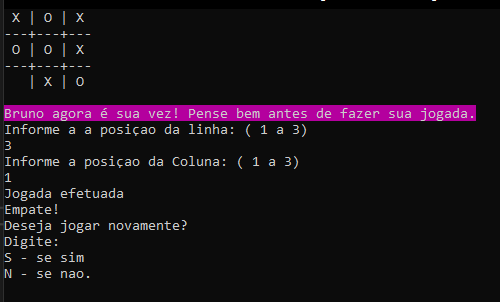 X | O | X
---+---+---
O | O | X
---+---+---
  | X | O
Bruno agora é sua vez! Pense bem antes de fazer sua jogada.
Informe a a posiçao da linha: ( 1 a 3)
3
Informe a posiçao da Coluna: ( 1 a 3)
1
Jogada efetuada
Empate!
Deseja jogar novamente?
Digite:
S - se sim
N - se nao.